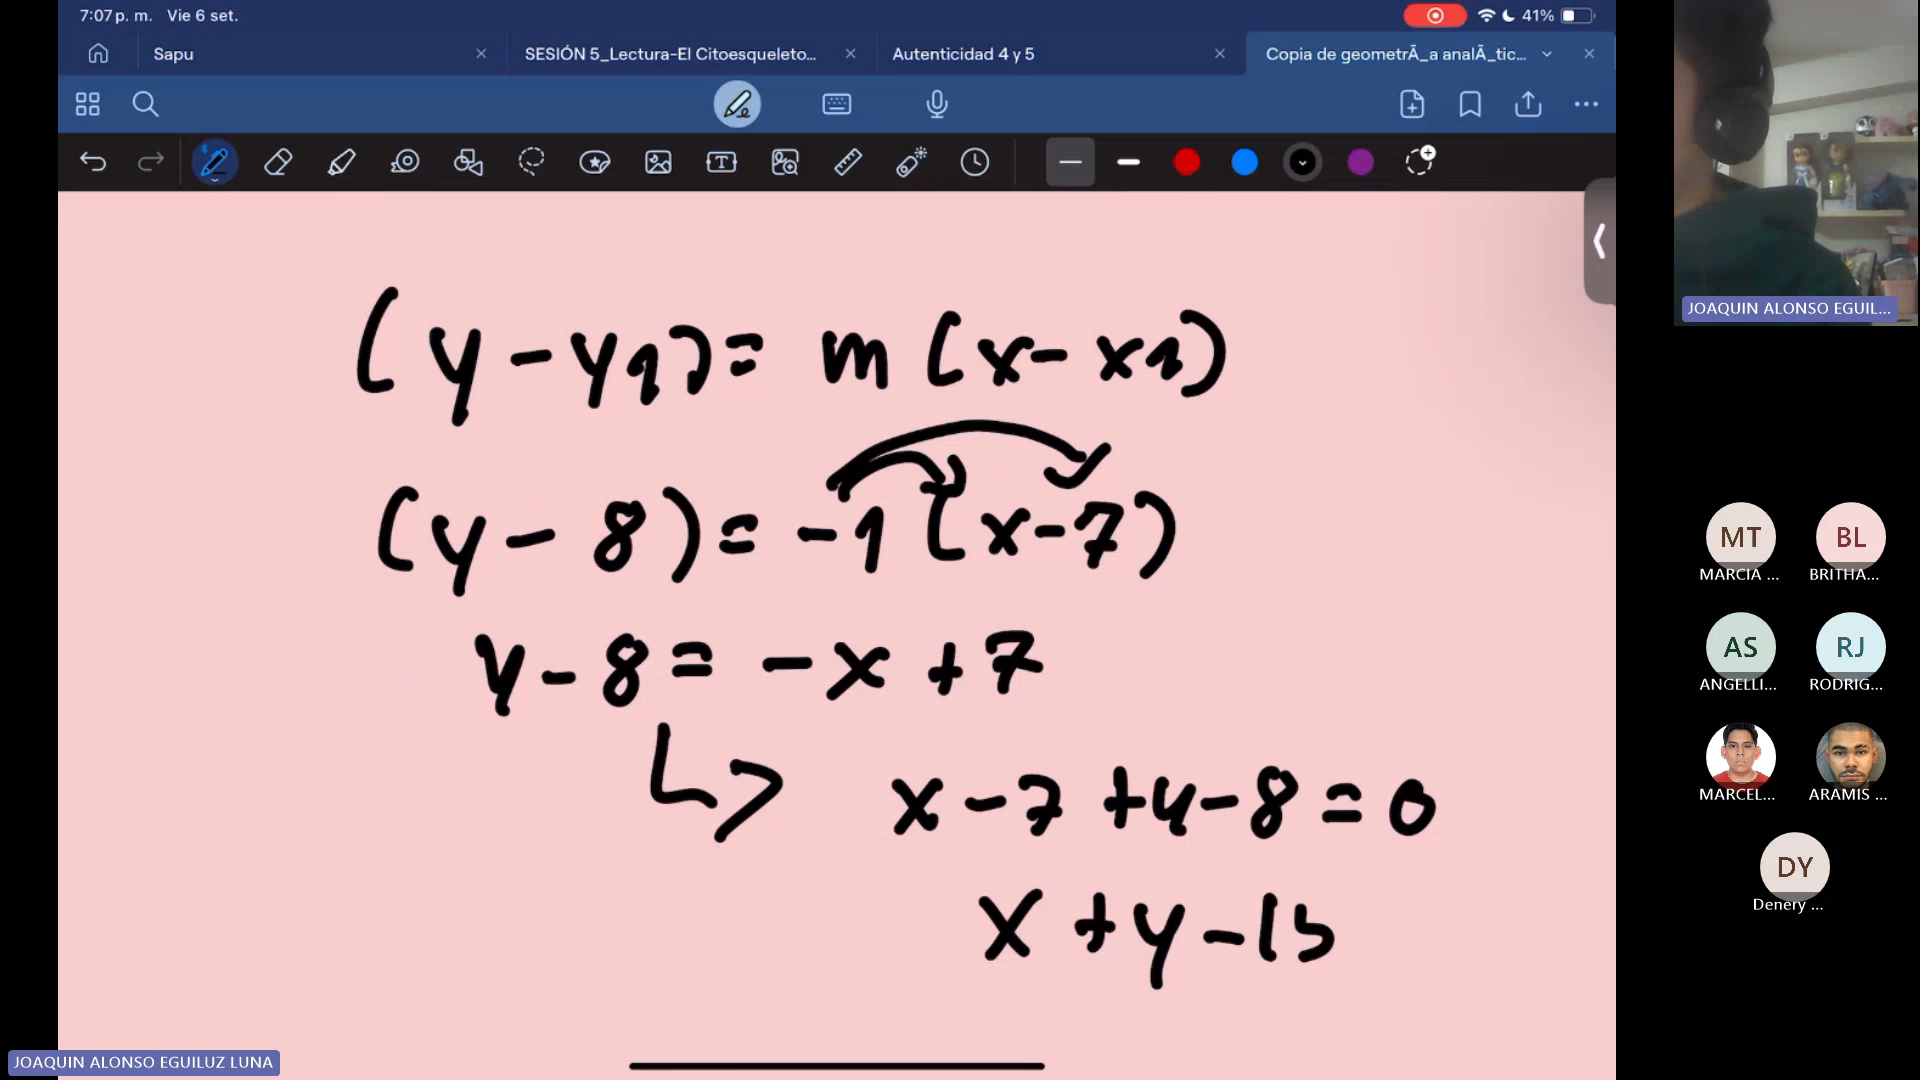 7:07 p. m. Vie 6 set.
41%
Sapu
SESIÓN 5_Lectura-El Citoesqueleto...
Autenticidad 4 y 5
Copia de geometrÃ_a analÃ_tic...
(y-y1)= m(x-x1)
(y-8)= -1(x-7)
y-8= -x+7
x-7+y-8=0
x+y-15
JOAQUIN ALONSO EGUIL...
MT
BL
MARCIA ...
BRITHA...
AS
RJ
ANGELLI...
RODRIG...
MARCEL...
ARAMIS ...
DY
Denery ...
JOAQUIN ALONSO EGUILUZ LUNA